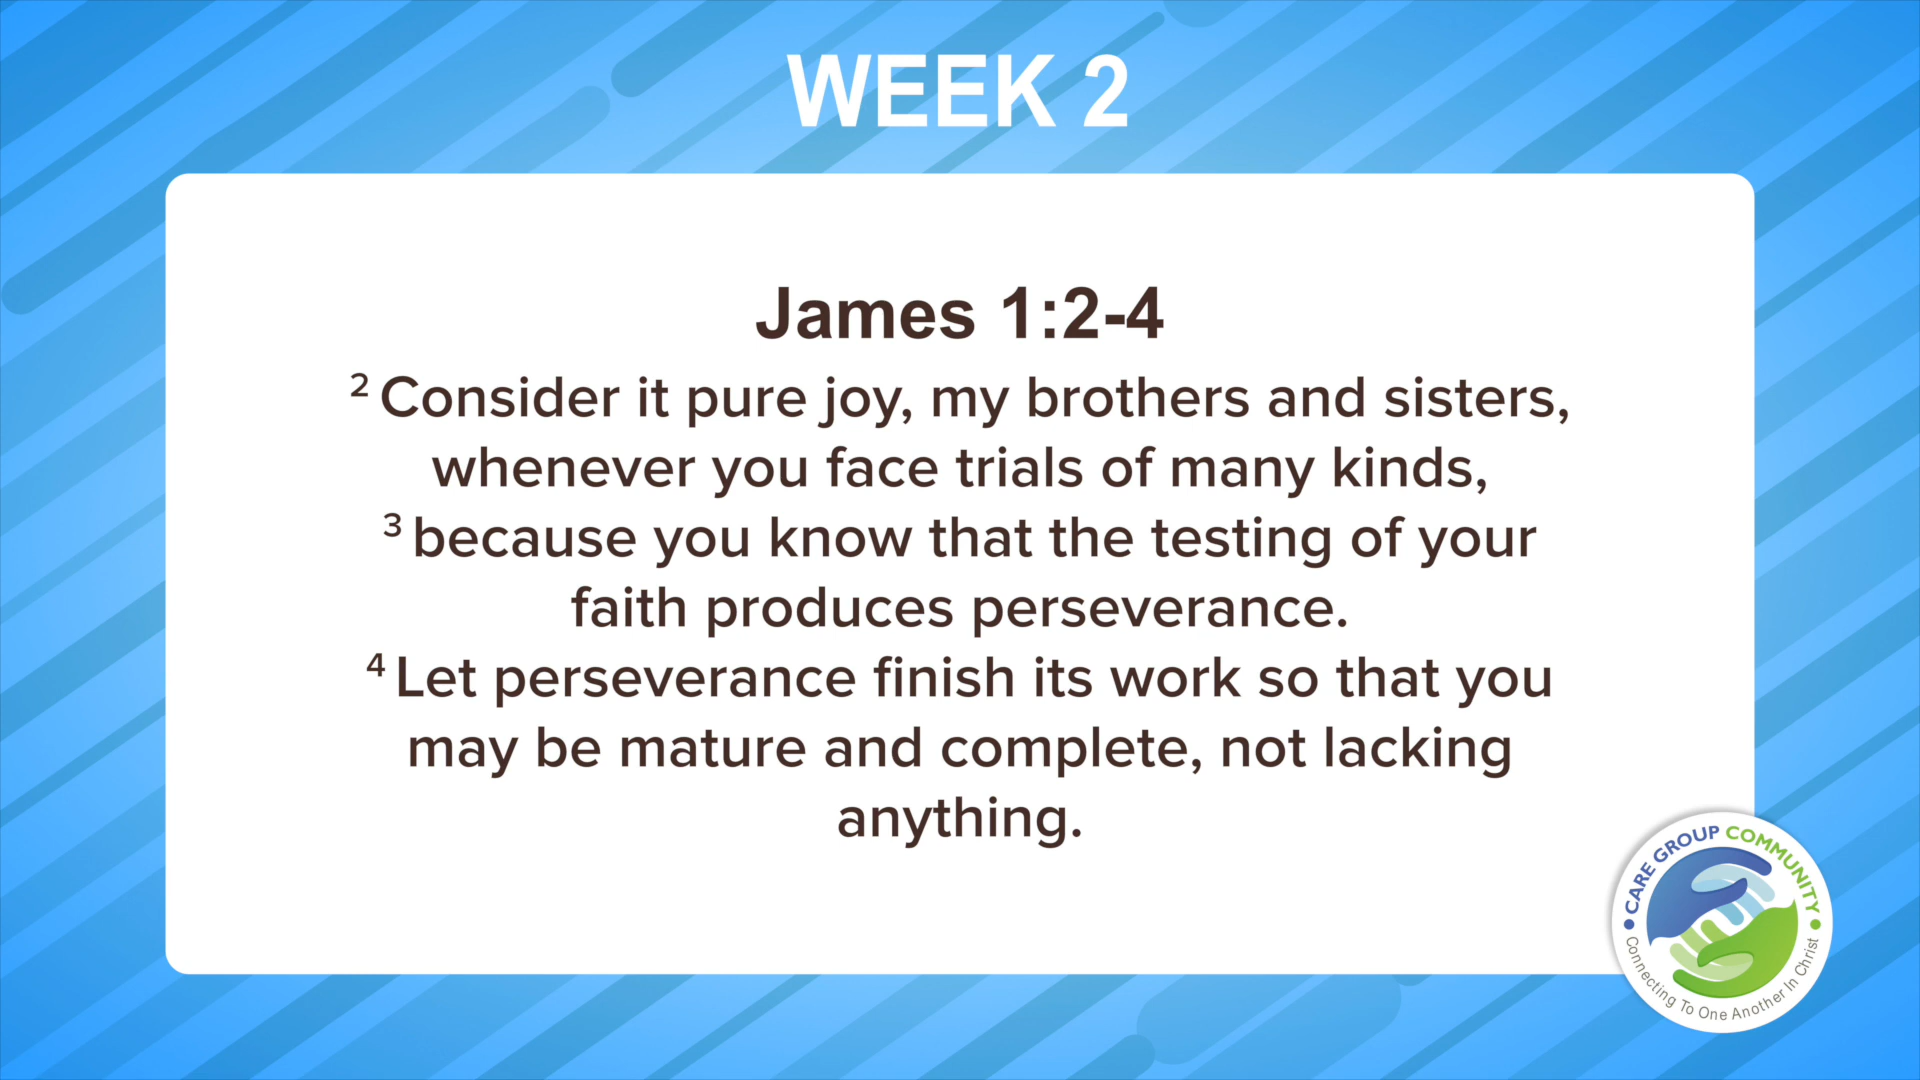 WEEK 2
James 1:2-4
² Consider it pure joy, my brothers and sisters,
whenever you face trials of many kinds,
³ because you know that the testing of your
faith produces perseverance.
⁴ Let perseverance finish its work so that you
may be mature and complete, not lacking
anything.
• CARE GROUP COMMUNITY •
Connecting To One Another In Christ